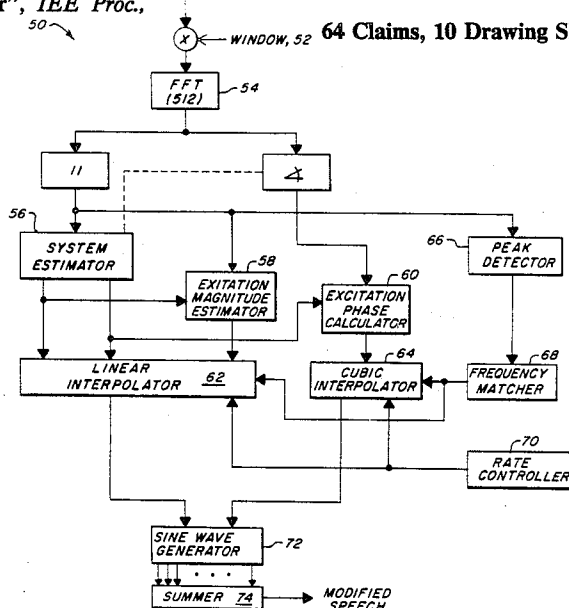 r", IEE Proc.,
50
X
WINDOW, 52
64 Claims, 10 Drawing S
FFT
(512)
54
||
∡
56
SYSTEM
ESTIMATOR
58
EXITATION
MAGNITUDE
ESTIMATOR
60
EXCITATION
PHASE
CALCULATOR
66
PEAK
DETECTOR
LINEAR
INTERPOLATOR 62
64
CUBIC
INTERPOLATOR
68
FREQUENCY
MATCHER
70
RATE
CONTROLLER
SINE WAVE
GENERATOR
72
. . .
SUMMER 74
MODIFIED
SPEECH